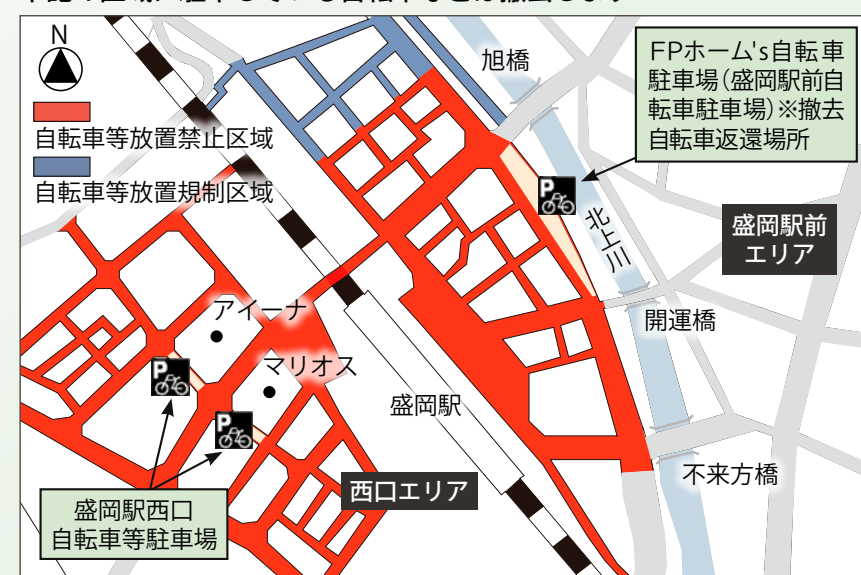 N
自転車等放置禁止区域
自転車等放置規制区域
旭橋
FPホーム's自転車
駐車場(盛岡駅前自
転車駐車場)※撤去
自転車返還場所
P
北上川
盛岡駅前
エリア
開運橋
アイーナ
マリオス
盛岡駅
P
P
西口エリア
不来方橋
盛岡駅西口
自転車等駐車場